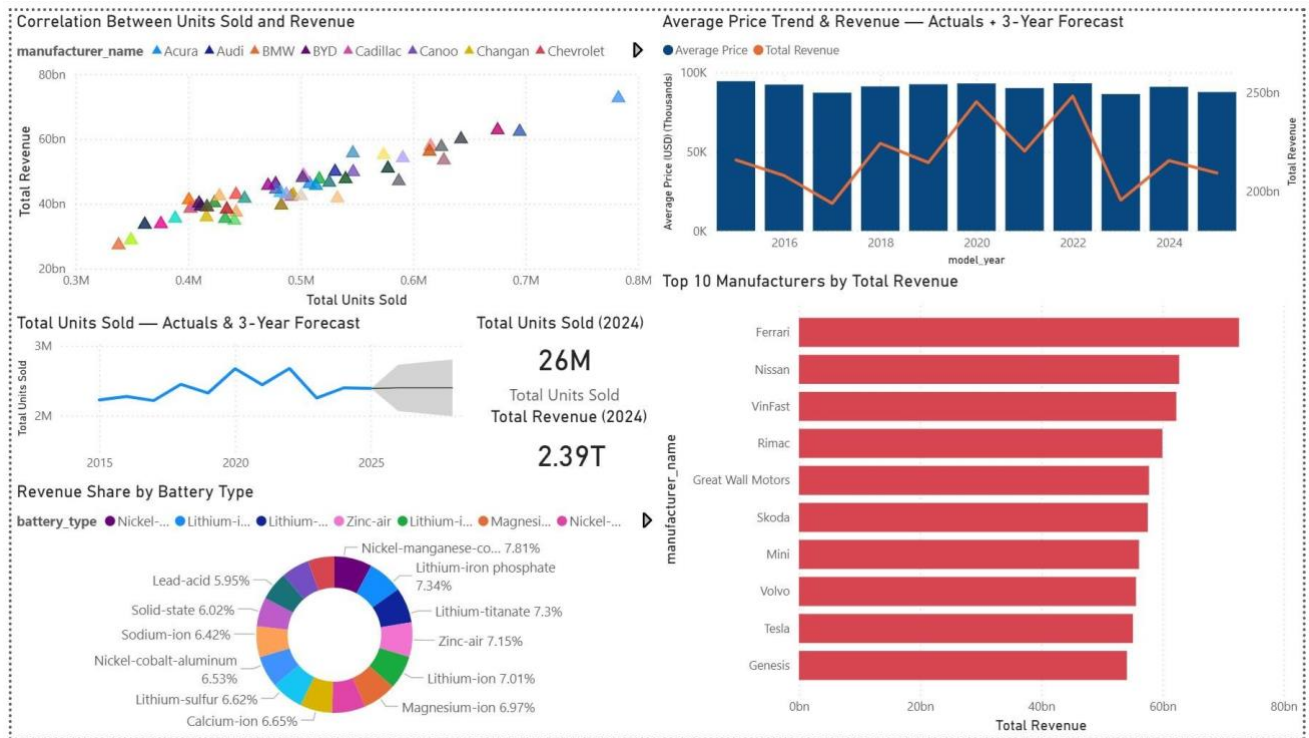 Correlation Between Units Sold and Revenue
manufacturer_name Acura Audi BMW BYD Cadillac Canoo Changan Chevrolet
80bn
60bn
40bn
20bn
Total Revenue
0.3M 0.4M 0.5M 0.6M 0.7M 0.8M
Total Units Sold
Average Price Trend & Revenue — Actuals + 3-Year Forecast
Average Price Total Revenue
100K
50K
0K
Average Price (USD) (Thousands)
250bn
200bn
Total Revenue
2016 2018 2020 2022 2024
model_year
Total Units Sold — Actuals & 3-Year Forecast
3M
2M
Total Units Sold
2015 2020 2025
Total Units Sold (2024)
26M
Total Units Sold
Total Revenue (2024)
2.39T
Revenue Share by Battery Type
battery_type Nickel-... Lithium-i... Lithium-... Zinc-air Lithium-i... Magnesi... Nickel-...
Nickel-manganese-co... 7.81%
Lithium-iron phosphate
7.34%
Lithium-titanate 7.3%
Zinc-air 7.15%
Lithium-ion 7.01%
Magnesium-ion 6.97%
Lead-acid 5.95%
Solid-state 6.02%
Sodium-ion 6.42%
Nickel-cobalt-aluminum
6.53%
Lithium-sulfur 6.62%
Calcium-ion 6.65%
Top 10 Manufacturers by Total Revenue
manufacturer_name
Ferrari
Nissan
VinFast
Rimac
Great Wall Motors
Skoda
Mini
Volvo
Tesla
Genesis
0bn 20bn 40bn 60bn 80bn
Total Revenue